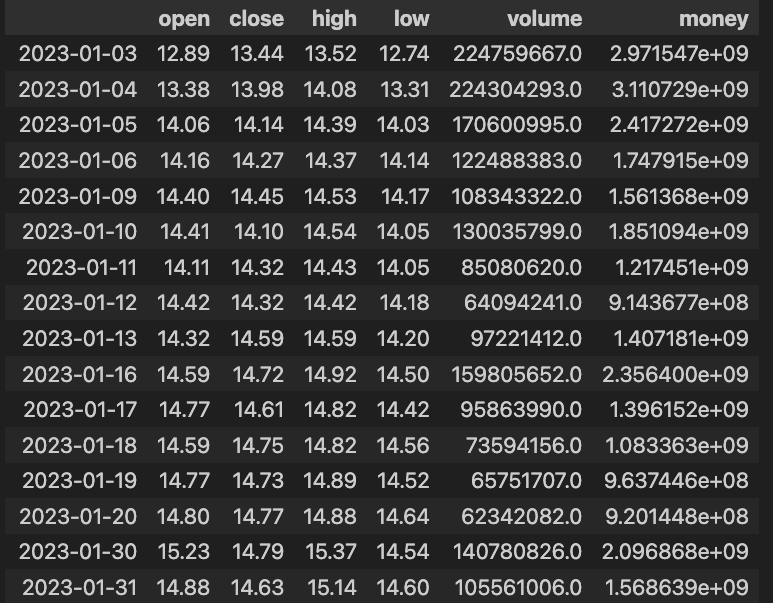 open close high low volume money
2023-01-03 12.89 13.44 13.52 12.74 224759667.0 2.971547e+09
2023-01-04 13.38 13.98 14.08 13.31 224304293.0 3.110729e+09
2023-01-05 14.06 14.14 14.39 14.03 170600995.0 2.417272e+09
2023-01-06 14.16 14.27 14.37 14.14 122488383.0 1.747915e+09
2023-01-09 14.40 14.45 14.53 14.17 108343322.0 1.561368e+09
2023-01-10 14.41 14.10 14.54 14.05 130035799.0 1.851094e+09
2023-01-11 14.11 14.32 14.43 14.05 85080620.0 1.217451e+09
2023-01-12 14.42 14.32 14.42 14.18 64094241.0 9.143677e+08
2023-01-13 14.32 14.59 14.59 14.20 97221412.0 1.407181e+09
2023-01-16 14.59 14.72 14.92 14.50 159805652.0 2.356400e+09
2023-01-17 14.77 14.61 14.82 14.42 95863990.0 1.396152e+09
2023-01-18 14.59 14.75 14.82 14.56 73594156.0 1.083363e+09
2023-01-19 14.77 14.73 14.89 14.52 65751707.0 9.637446e+08
2023-01-20 14.80 14.77 14.88 14.64 62342082.0 9.201448e+08
2023-01-30 15.23 14.79 15.37 14.54 140780826.0 2.096868e+09
2023-01-31 14.88 14.63 15.14 14.60 105561006.0 1.568639e+09